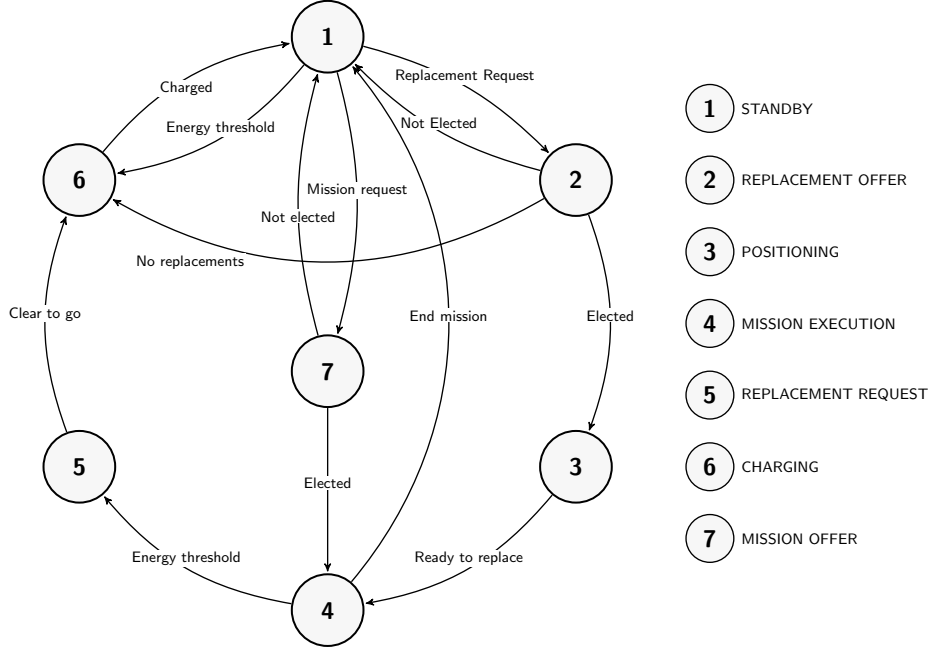 1
Replacement Request
Charged
1 STANDBY
Not Elected
Energy threshold
6
2
2 REPLACEMENT OFFER
Mission request
Not elected
3 POSITIONING
No replacements
Clear to go
End mission
Elected
4 MISSION EXECUTION
7
5 REPLACEMENT REQUEST
5
3
6 CHARGING
Elected
7 MISSION OFFER
Energy threshold
Ready to replace
4